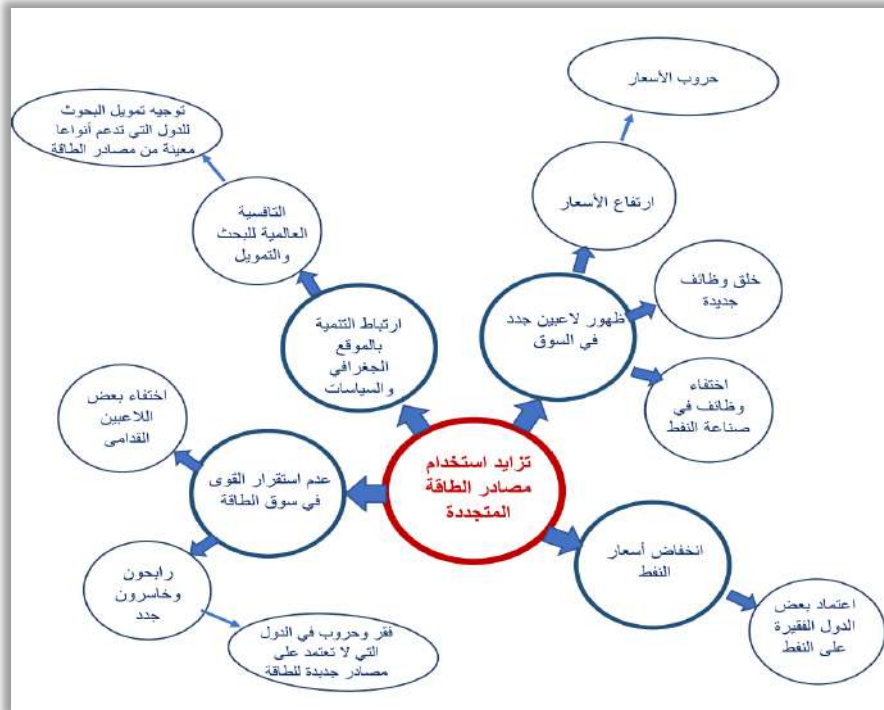 حروب الأسعار
توجيه تمويل البحوث
للدول التي تدعم أنواعا
معينة من مصادر الطاقة
ارتفاع الأسعار
التافسية
العالمية للبحث
والتمويل
خلق وظائف
جديدة
ظهور لاعبين جدد
في السوق
ارتباط التنمية
بالموقع
الجغرافي
والسياسات
اختفاء
وظائف في
صناعة النفط
اختفاء بعض
اللاعبين
القدامى
تزايد استخدام
مصادر الطاقة
المتجددة
عدم استقرار القوى
في سوق الطاقة
انخفاض أسعار
النفط
رابحون
وخاسرون
جدد
اعتماد بعض
الدول الفقيرة
على النفط
فقر وحروب في الدول
التي لا تعتمد على
مصادر جديدة للطاقة